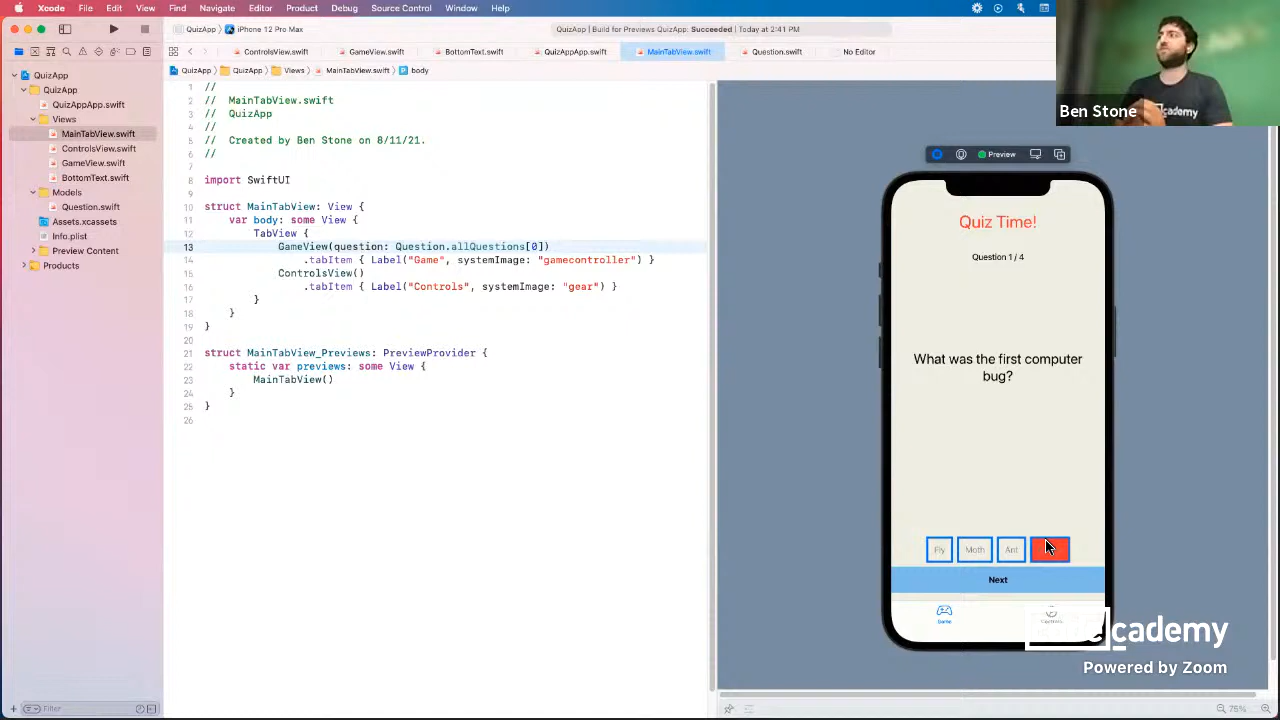 Xcode File Edit View Find Navigate Editor Product Debug Source Control Window Help
QuizApp iPhone 12 Pro Max QuizApp | Build for Previews QuizApp: Succeeded | Today at 2:41 PM
ControlsView.swift GameView.swift BottomText.swift QuizAppApp.swift MainTabView.swift Question.swift No Editor
QuizApp QuizApp Views MainTabView.swift body
QuizApp
QuizApp
QuizAppApp.swift
Views
MainTabView.swift
ControlsView.swift
GameView.swift
BottomText.swift
Models
Question.swift
Assets.xcassets
Info.plist
Preview Content
Products
Filter
1 //
2 // MainTabView.swift
3 // QuizApp
4 //
5 // Created by Ben Stone on 8/11/21.
6 //
7
8 import SwiftUI
9
10 struct MainTabView: View {
11 var body: some View {
12 TabView {
13 GameView(question: Question.allQuestions[0])
14 .tabItem { Label("Game", systemImage: "gamecontroller") }
15 ControlsView()
16 .tabItem { Label("Controls", systemImage: "gear") }
17 }
18 }
19 }
20
21 struct MainTabView_Previews: PreviewProvider {
22 static var previews: some View {
23 MainTabView()
24 }
25 }
26
Preview
Quiz Time!
Question 1 / 4
What was the first computer
bug?
Fly Moth Ant
Next
Game
75%
Ben Stone
cademy
cademy
Powered by Zoom